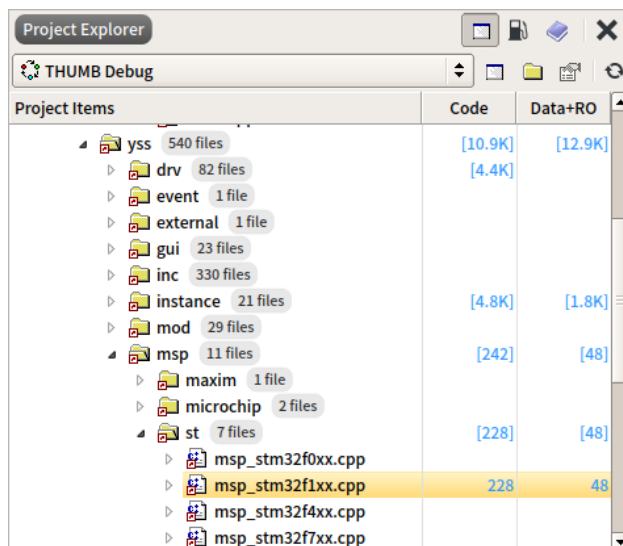 Project Explorer
THUMB Debug
Project Items Code Data+RO
yss 540 files [10.9K] [12.9K]
drv 82 files [4.4K]
event 1 file
external 1 file
gui 23 files
inc 330 files
instance 21 files [4.8K] [1.8K]
mod 29 files
msp 11 files [242] [48]
maxim 1 file
microchip 2 files
st 7 files [228] [48]
msp_stm32f0xx.cpp
msp_stm32f1xx.cpp 228 48
msp_stm32f4xx.cpp
msp_stm32f7xx.cpp